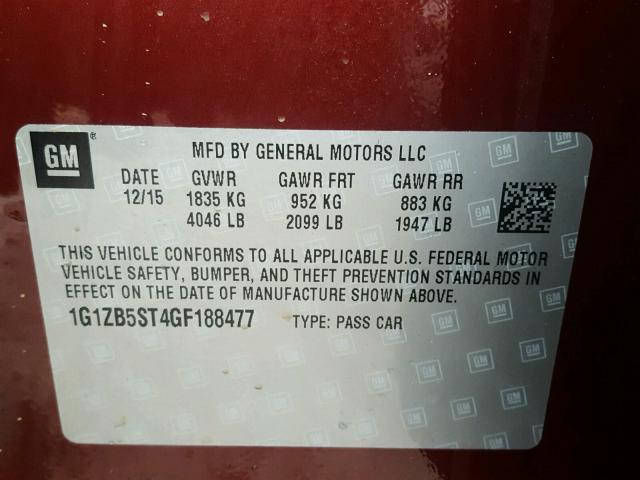 GM ®
MFD BY GENERAL MOTORS LLC
DATE GVWR GAWR FRT GAWR RR
12/15 1835 KG 952 KG 883 KG
4046 LB 2099 LB 1947 LB
THIS VEHICLE CONFORMS TO ALL APPLICABLE U.S. FEDERAL MOTOR
VEHICLE SAFETY, BUMPER, AND THEFT PREVENTION STANDARDS IN
EFFECT ON THE DATE OF MANUFACTURE SHOWN ABOVE.
1G1ZB5ST4GF188477 TYPE: PASS CAR